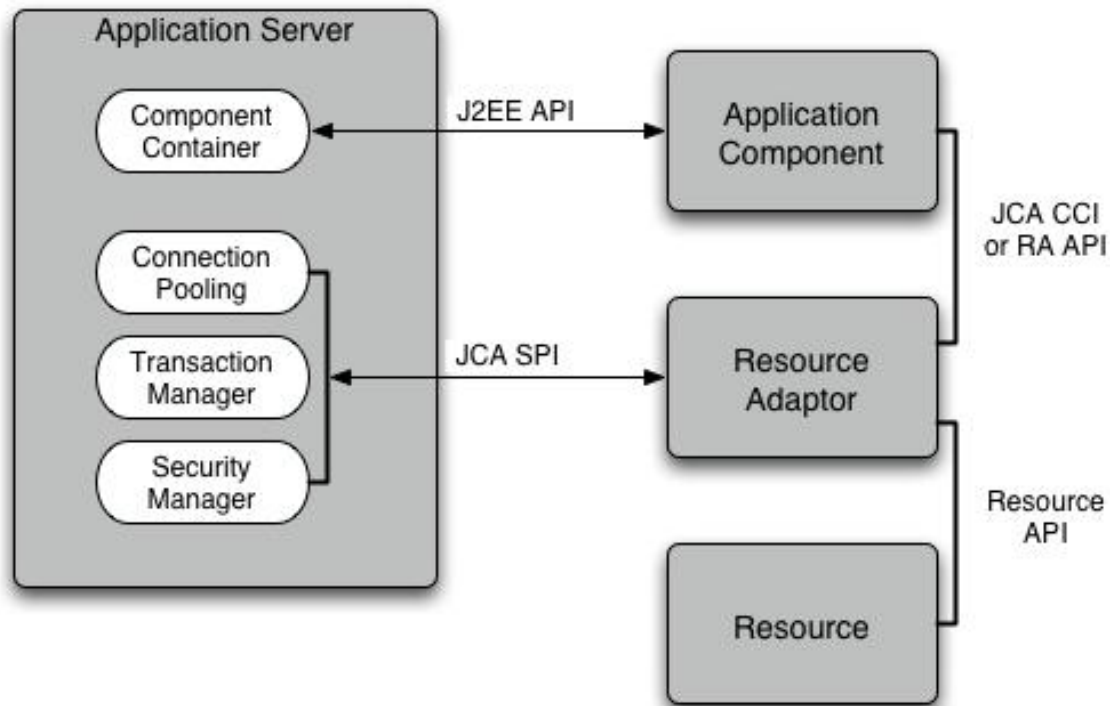 Application Server
Component
Container
J2EE API
Application
Component
JCA CCI
or RA API
Connection
Pooling
Transaction
Manager
Security
Manager
JCA SPI
Resource
Adaptor
Resource
API
Resource